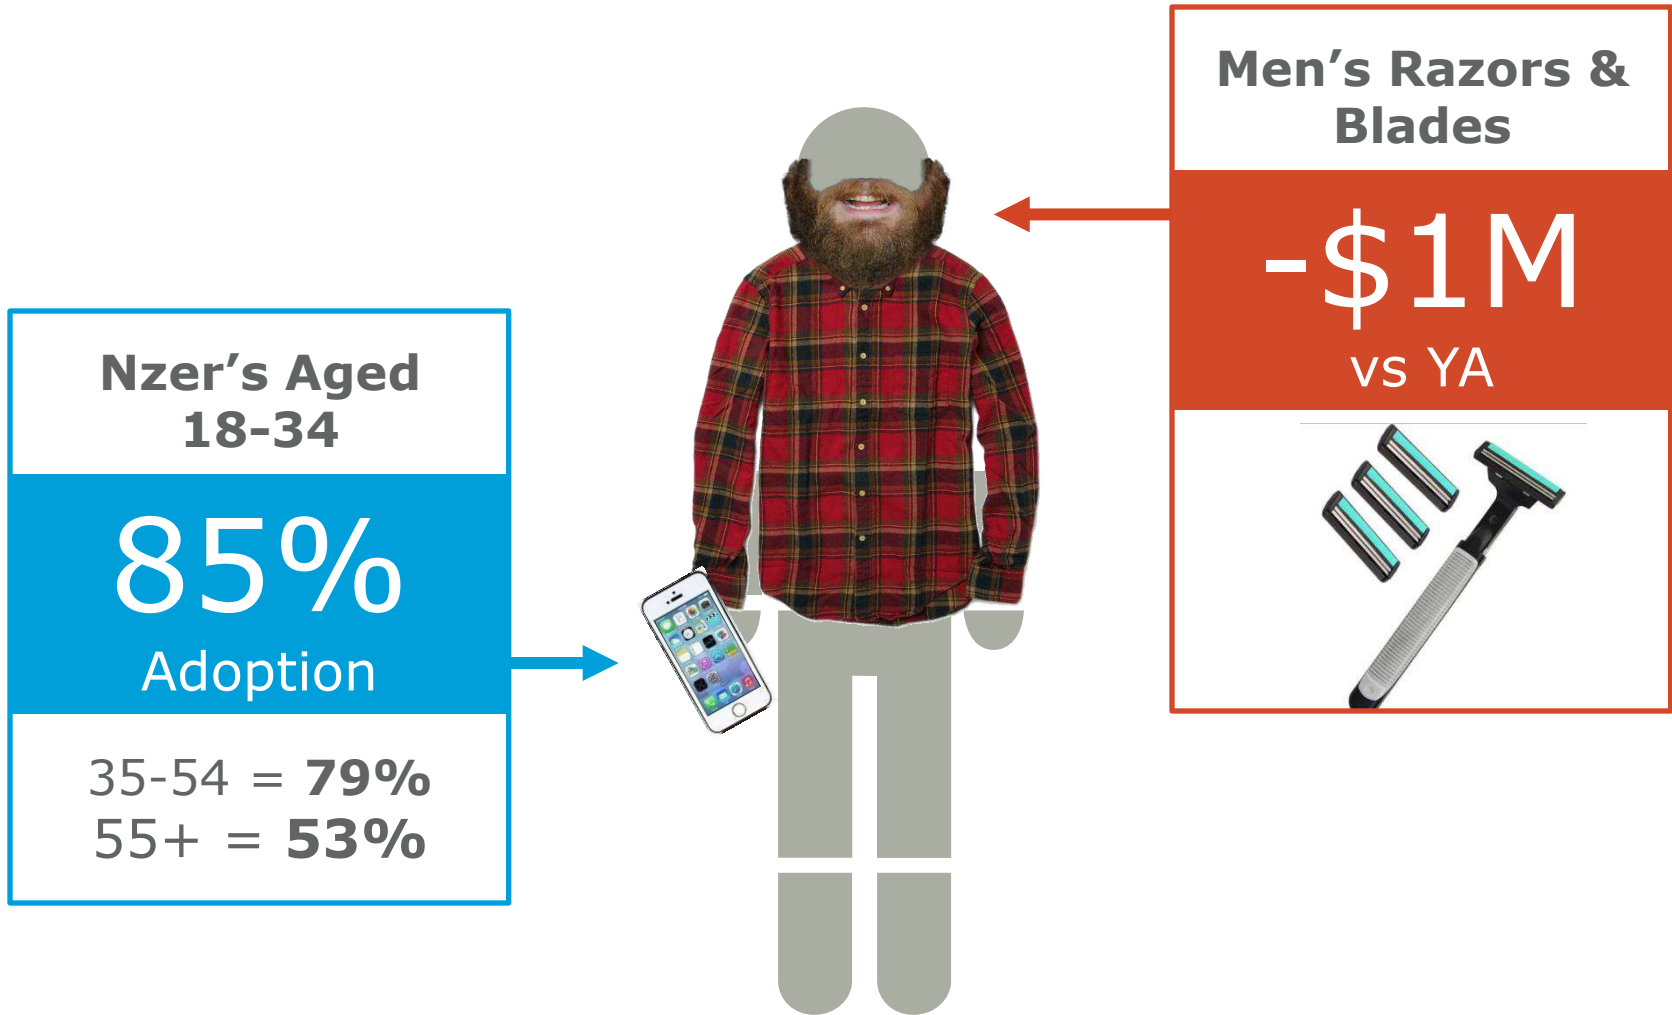 Men’s Razors &
Blades
-$1M
vs YA
Nzer’s Aged
18-34
85%
Adoption
35-54 = 79%
55+ = 53%